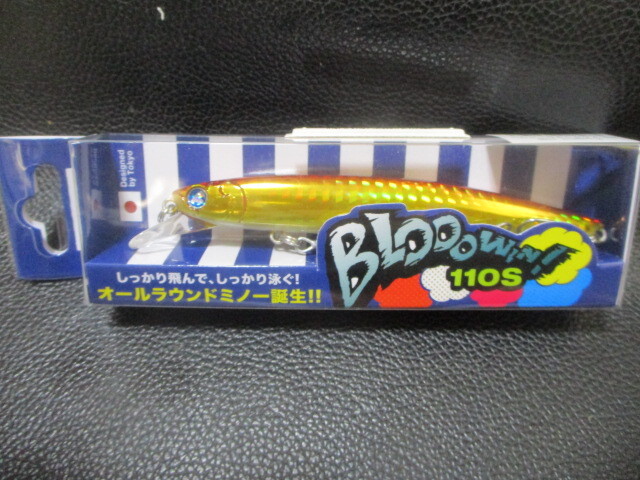 Designed
by Tokyo
BLOOOWIN!
110S
しっかり飛んで、しっかり泳ぐ!
オールラウンドミノー誕生!!